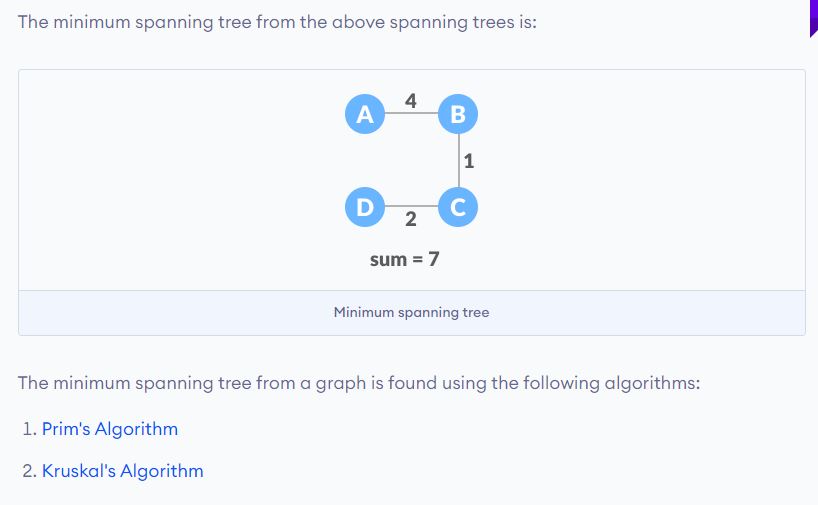 The minimum spanning tree from the above spanning trees is:
4
A B
1
D C
2
sum = 7
Minimum spanning tree
The minimum spanning tree from a graph is found using the following algorithms:
1. Prim's Algorithm
2. Kruskal's Algorithm